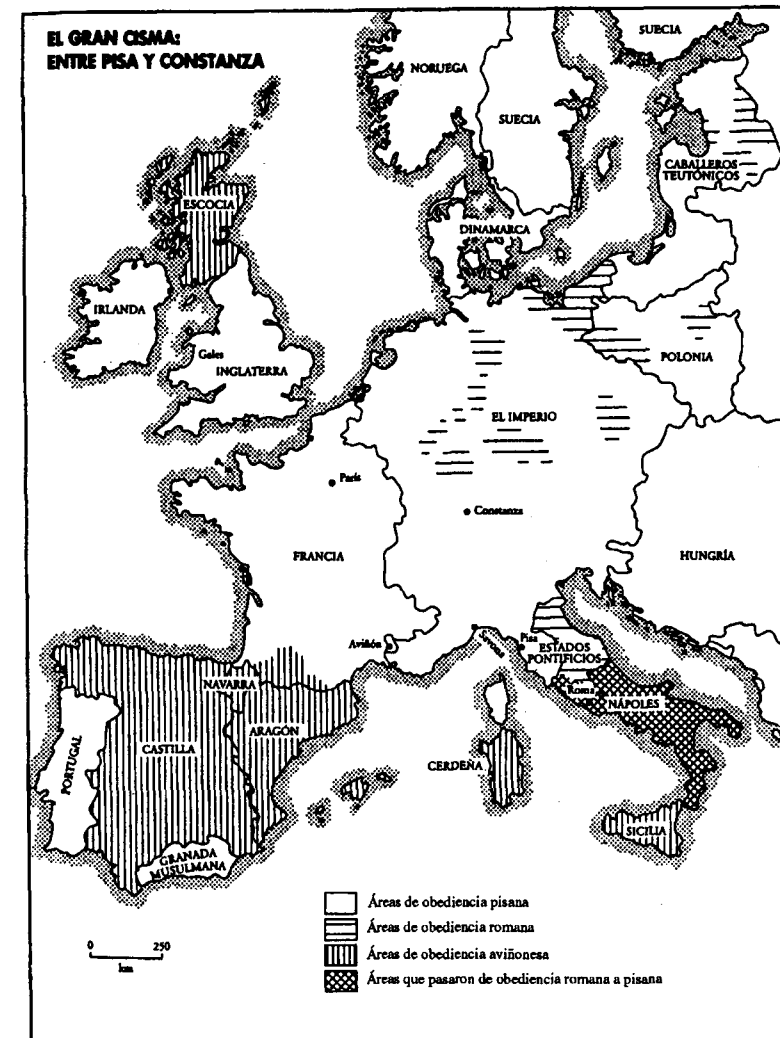 EL GRAN CISMA:
ENTRE PISA Y CONSTANZA
SUECIA
NORUEGA
SUECIA
CABALLEROS
TEUTÓNICOS
ESCOCIA
DINAMARCA
IRLANDA
Gales
INGLATERRA
POLONIA
EL IMPERIO
París
Constanza
FRANCIA
HUNGRÍA
Aviñón
Savona
Pisa
ESTADOS
PONTIFICIOS
NAVARRA
Roma
NÁPOLES
ARAGÓN
CASTILLA
PORTUGAL
CERDEÑA
SICILIA
GRANADA
MUSULMANA
Áreas de obediencia pisana
Áreas de obediencia romana
Áreas de obediencia aviñonesa
Áreas que pasaron de obediencia romana a pisana
0 250
km